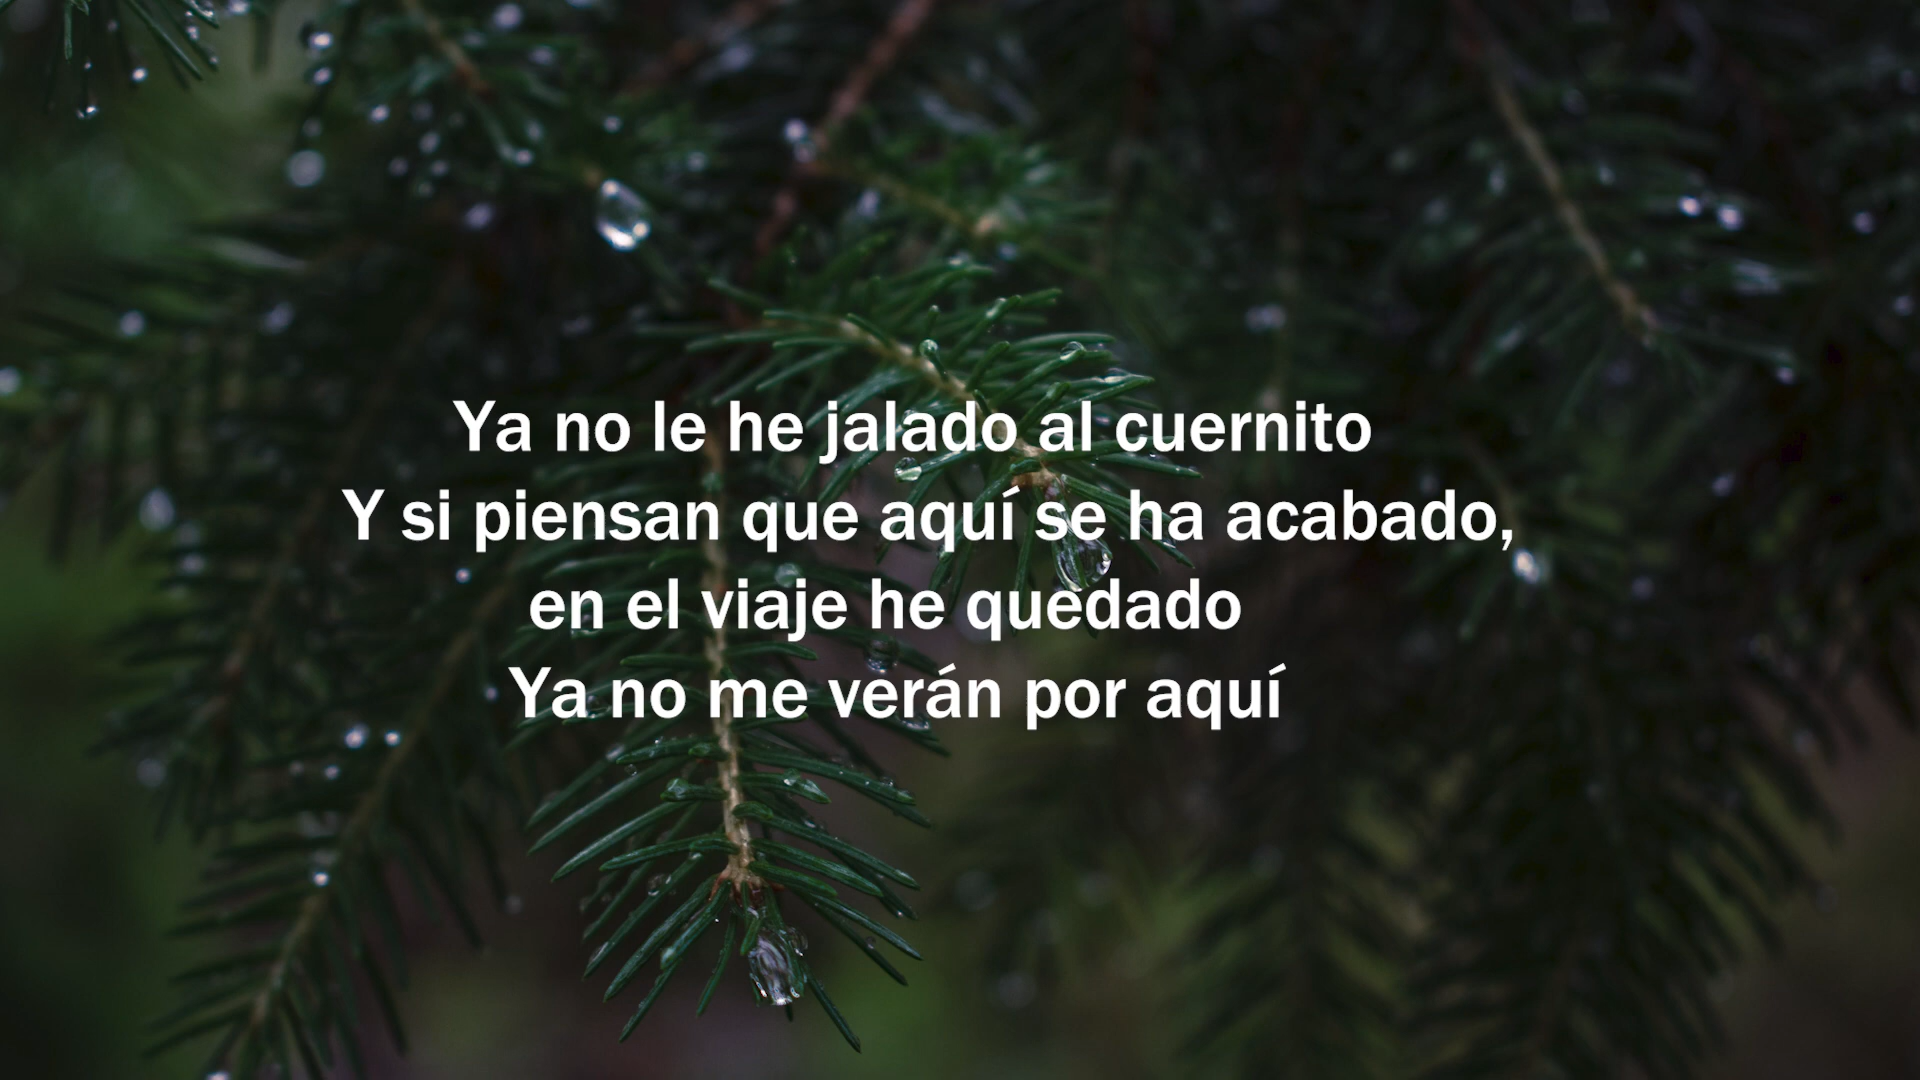 Ya no le he jalado al cuernito
Y si piensan que aquí se ha acabado,
en el viaje he quedado
Ya no me verán por aquí